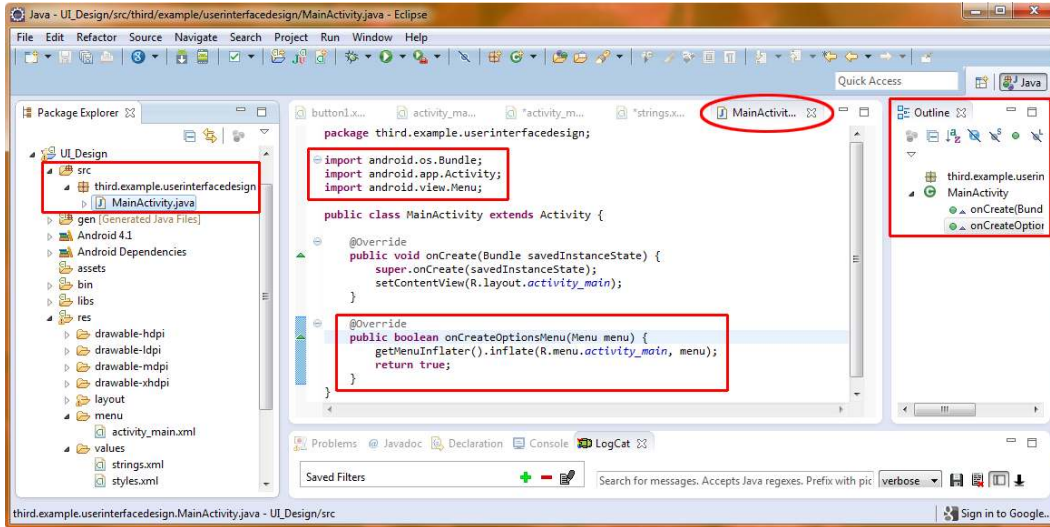 Java - UI_Design/src/third/example/userinterfacedesign/MainActivity.java - Eclipse
File Edit Refactor Source Navigate Search Project Run Window Help
Quick Access
Java
Package Explorer
UI_Design
src
third.example.userinterfacedesign
MainActivity.java
gen [Generated Java Files]
Android 4.1
Android Dependencies
assets
bin
libs
res
drawable-hdpi
drawable-ldpi
drawable-mdpi
drawable-xhdpi
layout
menu
activity_main.xml
values
strings.xml
styles.xml
button1.x...
activity_ma...
*activity_m...
*strings.x...
MainActivit...
package third.example.userinterfacedesign;
import android.os.Bundle;
import android.app.Activity;
import android.view.Menu;
public class MainActivity extends Activity {
@Override
public void onCreate(Bundle savedInstanceState) {
super.onCreate(savedInstanceState);
setContentView(R.layout.activity_main);
}
@Override
public boolean onCreateOptionsMenu(Menu menu) {
getMenuInflater().inflate(R.menu.activity_main, menu);
return true;
}
}
Outline
third.example.userin
MainActivity
onCreate(Bund
onCreateOption
Problems @ Javadoc Declaration Console LogCat
Saved Filters
Search for messages. Accepts Java regexes. Prefix with pic
verbose
third.example.userinterfacedesign.MainActivity.java - UI_Design/src
Sign in to Google...